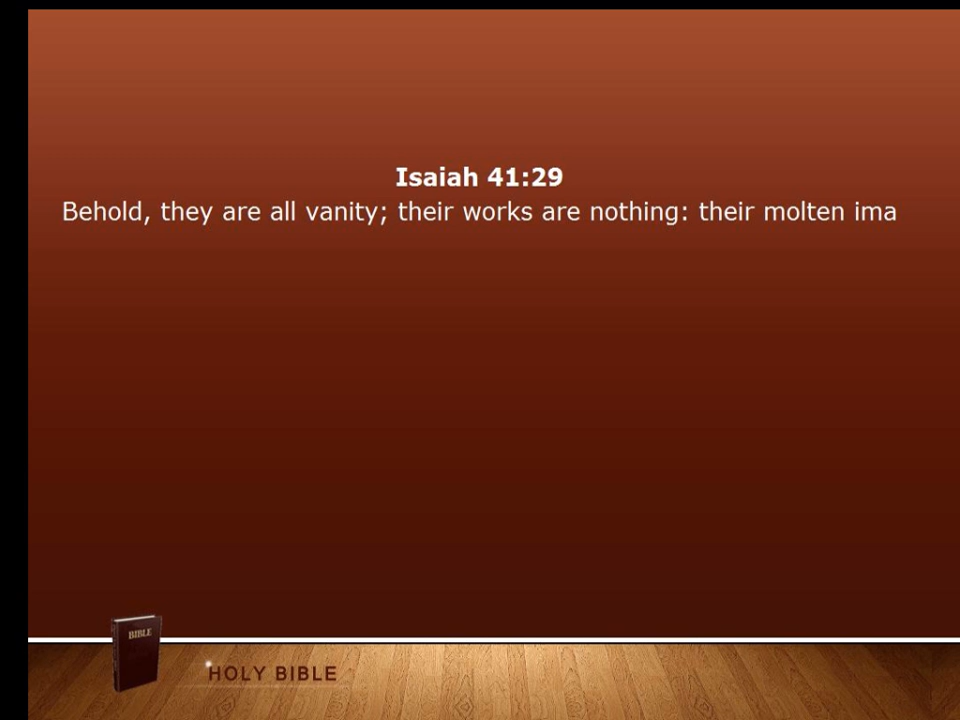 Isaiah 41:29
Behold, they are all vanity; their works are nothing: their molten ima
BIBLE
HOLY BIBLE